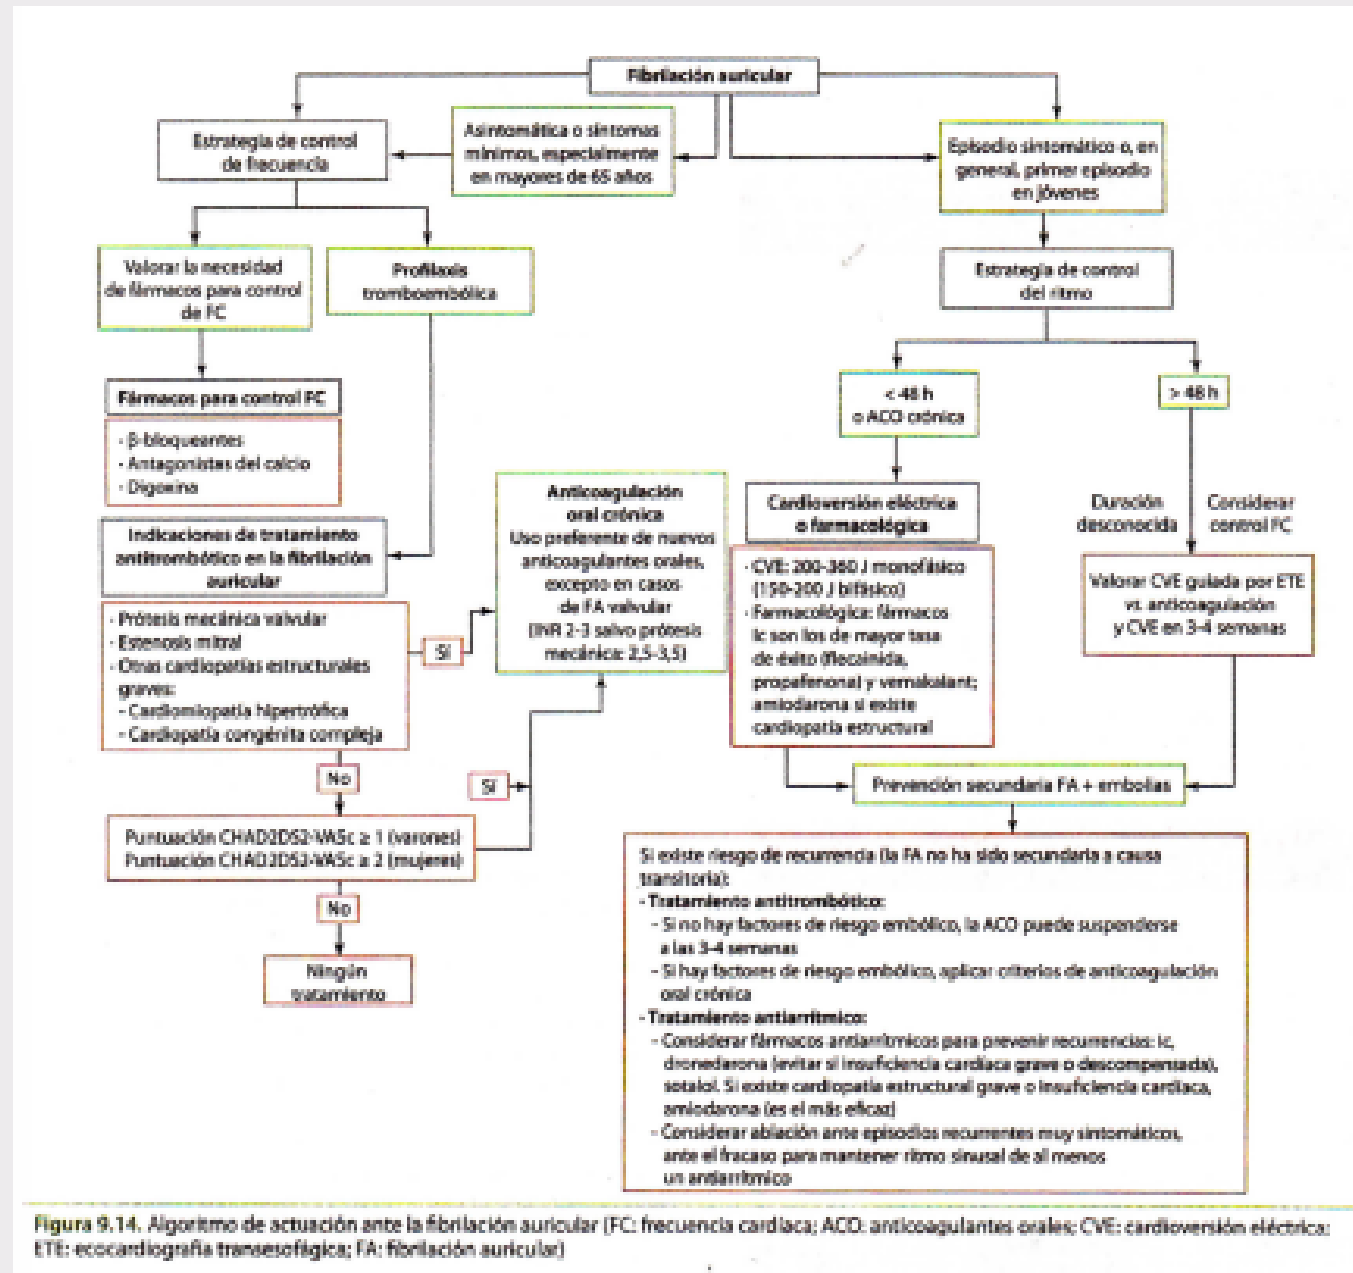 Fibrilación auricular
Estrategia de control
de frecuencia
Asintomática o síntomas
mínimos, especialmente
en mayores de 65 años
Episodio sintomático o, en
general, primer episodio
en jóvenes
Valorar la necesidad
de fármacos para control
de FC
Profilaxis
tromboembólica
Estrategia de control
del ritmo
Fármacos para control FC
- β-bloqueantes
- Antagonistas del calcio
- Digoxina
< 48 h
o ACO crónica
> 48 h
Indicaciones de tratamiento
antitrombótico en la fibrilación
auricular
- Prótesis mecánica valvular
- Estenosis mitral
- Otras cardiopatías estructurales
graves:
- Cardiomiopatía hipertrófica
- Cardiopatía congénita compleja
Sí
Anticoagulación
oral crónica
Uso preferente de nuevos
anticoagulantes orales,
excepto en casos
de FA valvular
(INR 2-3 salvo prótesis
mecánica: 2,5-3,5)
Cardioversión eléctrica
o farmacológica
- CVE: 200-360 J monofásico
(150-200 J bifásico)
- Farmacológica: fármacos
Ic son los de mayor tasa
de éxito (flecainida,
propafenona) y vernakalant;
amiodarona si existe
cardiopatía estructural
Duración
desconocida
Considerar
control FC
Valorar CVE guiada por ETE
vs. anticoagulación
y CVE en 3-4 semanas
No
Sí
Puntuación CHAD2DS2-VASc ≥ 1 (varones)
Puntuación CHAD2DS2-VASc ≥ 2 (mujeres)
No
Ningún
tratamiento
Prevención secundaria FA + embolias
Si existe riesgo de recurrencia (la FA no ha sido secundaria a causa
transitoria):
- Tratamiento antitrombótico:
- Si no hay factores de riesgo embólico, la ACO puede suspenderse
a las 3-4 semanas
- Si hay factores de riesgo embólico, aplicar criterios de anticoagulación
oral crónica
- Tratamiento antiarrítmico:
- Considerar fármacos antiarrítmicos para prevenir recurrencias: Ic,
dronedarona (evitar si insuficiencia cardíaca grave o descompensada),
sotalol. Si existe cardiopatía estructural grave o insuficiencia cardíaca,
amiodarona (es el más eficaz)
- Considerar ablación ante episodios recurrentes muy sintomáticos,
ante el fracaso para mantener ritmo sinusal de al menos
un antiarrítmico
Figura 9.14. Algoritmo de actuación ante la fibrilación auricular (FC: frecuencia cardíaca; ACO: anticoagulantes orales; CVE: cardioversión eléctrica;
ETE: ecocardiografía transesofágica; FA: fibrilación auricular)